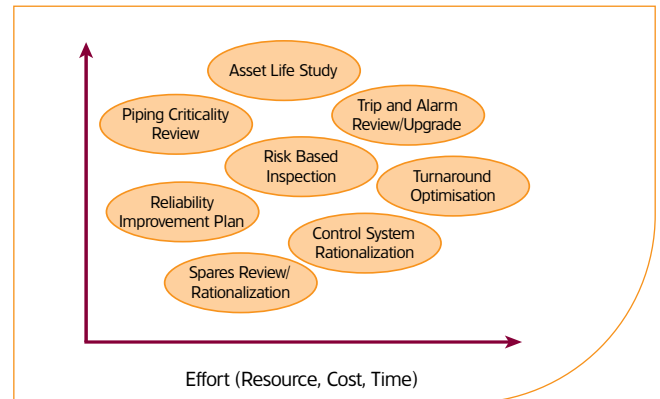 Asset Life Study
Trip and Alarm
Review/Upgrade
Piping Criticality
Review
Risk Based
Inspection
Turnaround
Optimisation
Reliability
Improvement Plan
Control System
Rationalization
Spares Review/
Rationalization
Effort (Resource, Cost, Time)